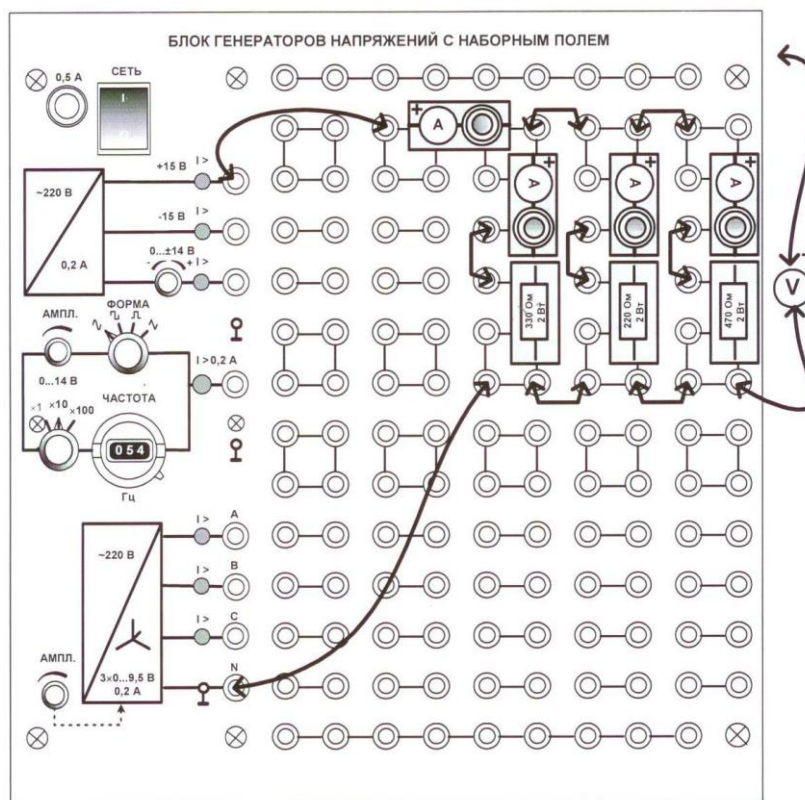 БЛОК ГЕНЕРАТОРОВ НАПРЯЖЕНИЙ С НАБОРНЫМ ПОЛЕМ
0,5 А
СЕТЬ
I
+
А
+15 В
I >
~220 В
-15 В
I >
0...±14 В
0,2 А
-
+
I >
+
А
+
А
+
А
V
330 Ом
2 Вт
220 Ом
2 Вт
470 Ом
2 Вт
АМПЛ.
ФОРМА
0...14 В
I > 0,2 А
×1
×10
×100
ЧАСТОТА
054
Гц
~220 В
I >
A
I >
B
I >
C
АМПЛ.
3×0...9,5 В
0,2 А
N